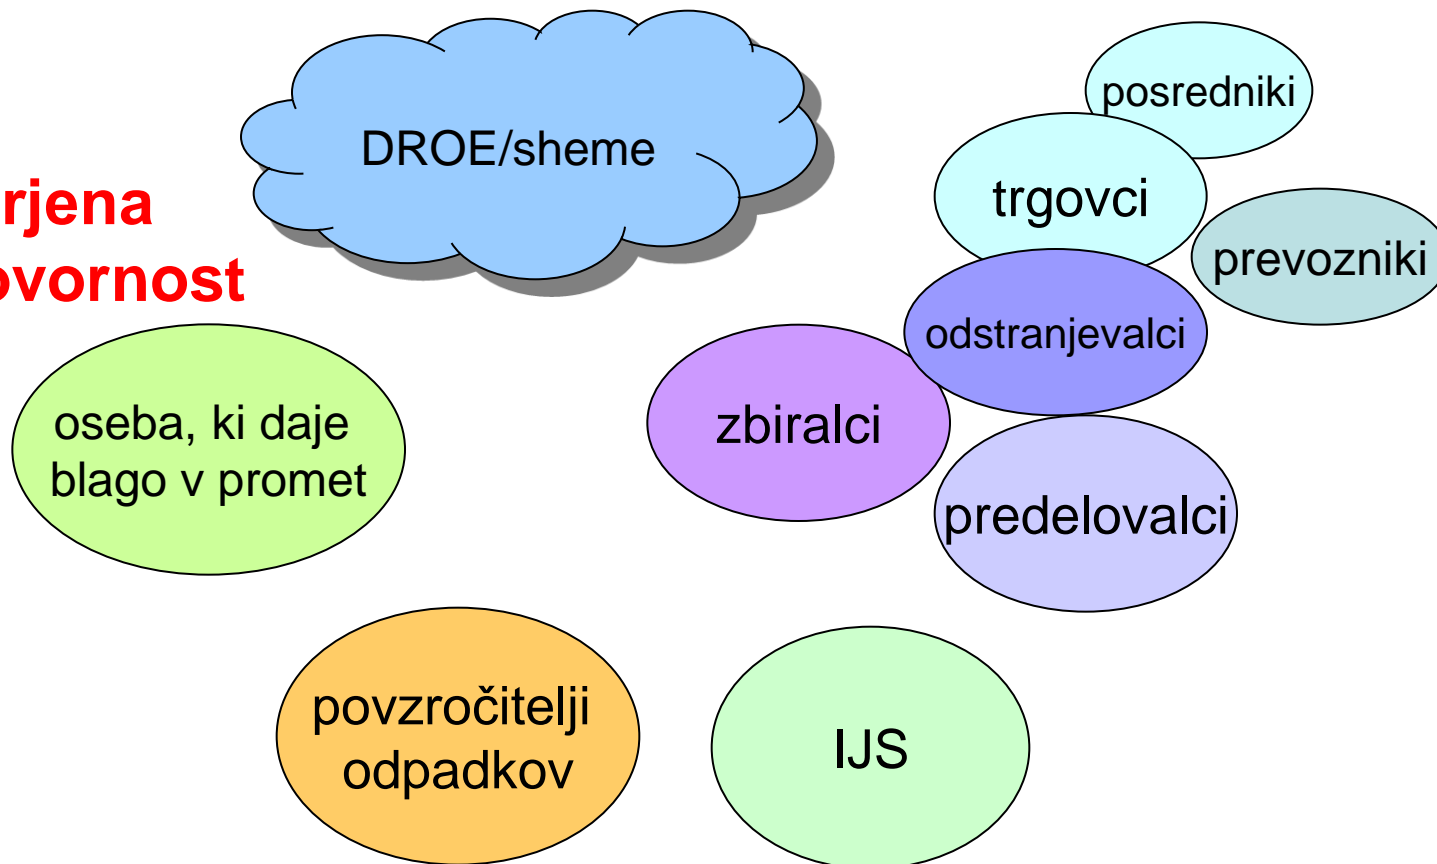 DROE/sheme
posredniki
trgovci
rjena
ovornost
prevozniki
odstranjevalci
oseba, ki daje
blago v promet
zbiralci
predelovalci
povzročitelji
odpadkov
IJS